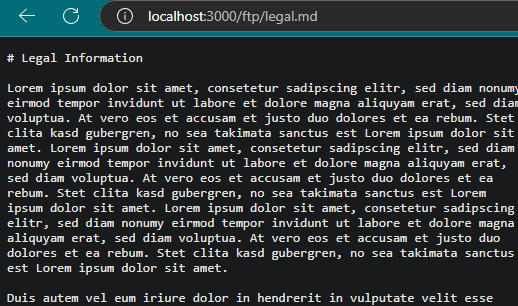 localhost:3000/ftp/legal.md
# Legal Information
Lorem ipsum dolor sit amet, consetetur sadipscing elitr, sed diam nonumy
eirmod tempor invidunt ut labore et dolore magna aliquyam erat, sed diam
voluptua. At vero eos et accusam et justo duo dolores et ea rebum. Stet
clita kasd gubergren, no sea takimata sanctus est Lorem ipsum dolor sit
amet. Lorem ipsum dolor sit amet, consetetur sadipscing elitr, sed diam
nonumy eirmod tempor invidunt ut labore et dolore magna aliquyam erat,
sed diam voluptua. At vero eos et accusam et justo duo dolores et ea
rebum. Stet clita kasd gubergren, no sea takimata sanctus est Lorem
ipsum dolor sit amet. Lorem ipsum dolor sit amet, consetetur sadipscing
elitr, sed diam nonumy eirmod tempor invidunt ut labore et dolore magna
aliquyam erat, sed diam voluptua. At vero eos et accusam et justo duo
dolores et ea rebum. Stet clita kasd gubergren, no sea takimata sanctus
est Lorem ipsum dolor sit amet.
Duis autem vel eum iriure dolor in hendrerit in vulputate velit esse